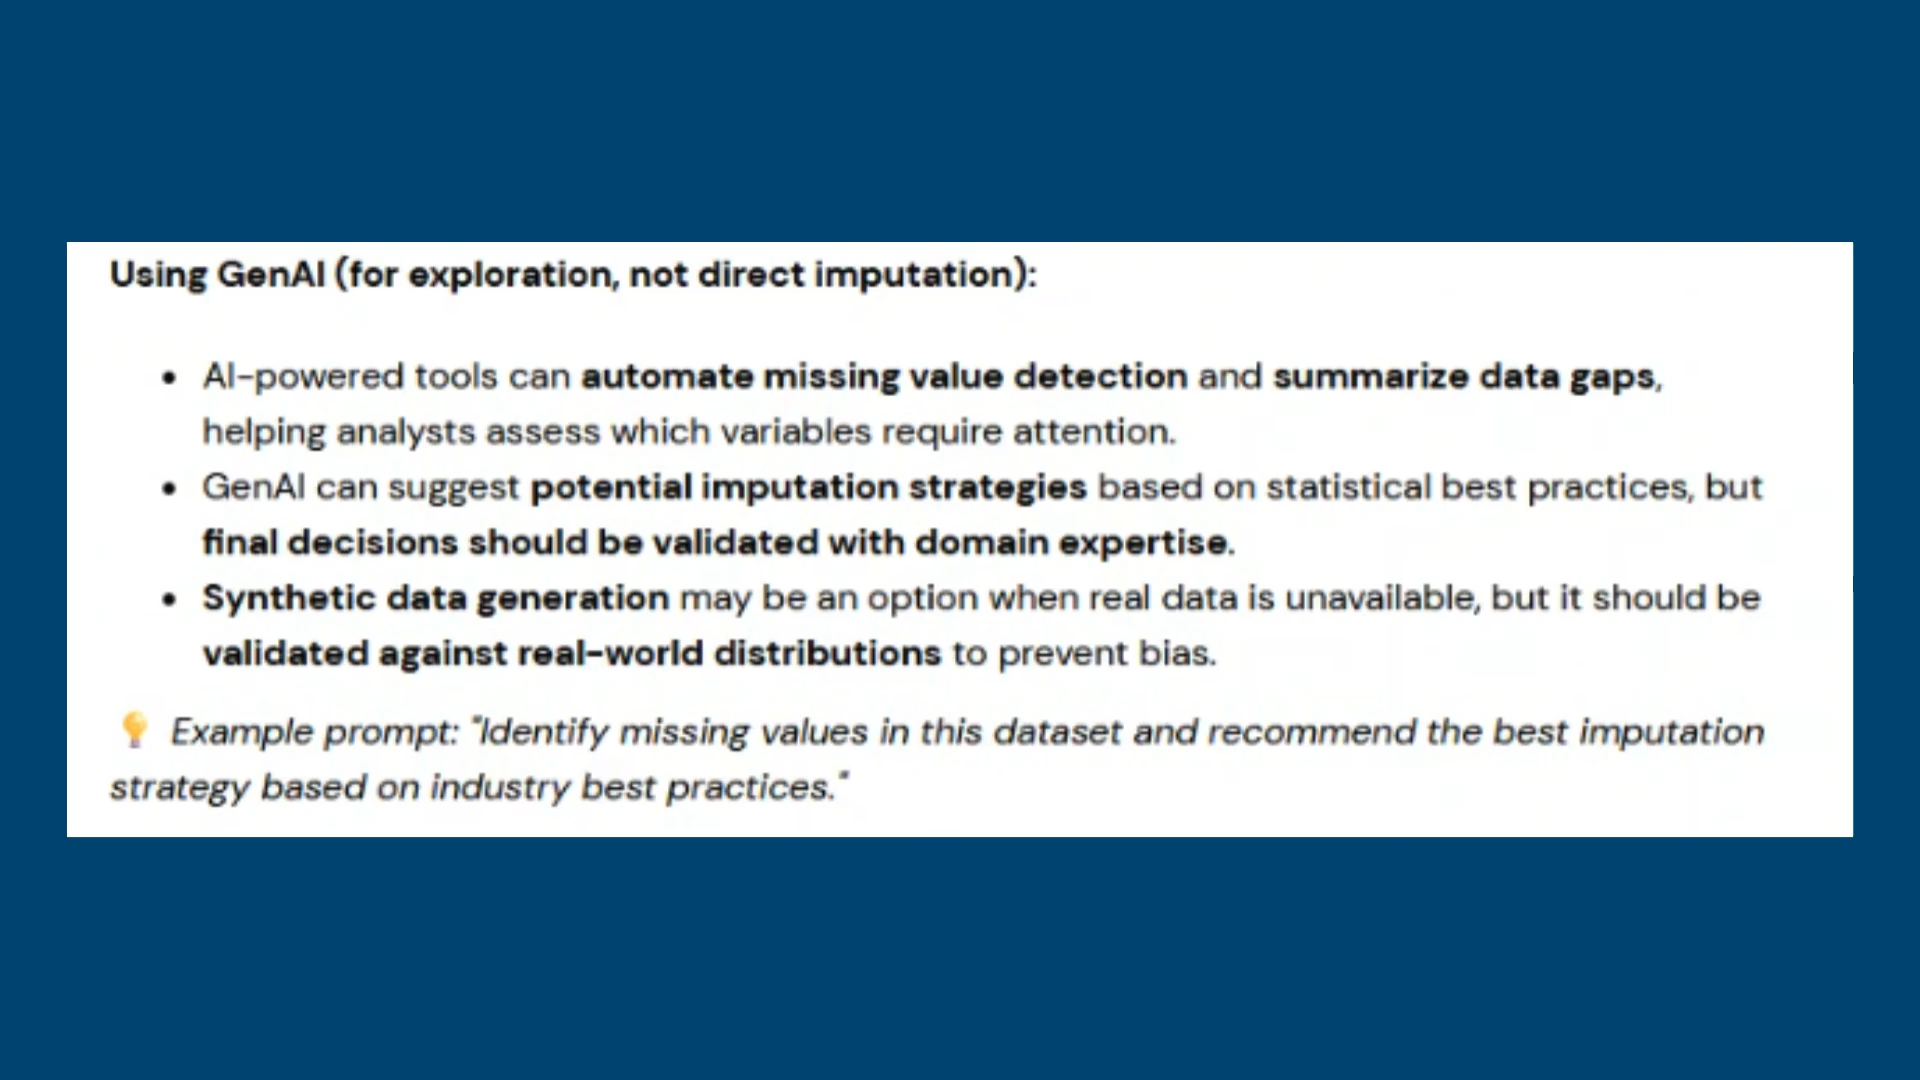 Using GenAI (for exploration, not direct imputation):
• AI-powered tools can automate missing value detection and summarize data gaps,
helping analysts assess which variables require attention.
• GenAI can suggest potential imputation strategies based on statistical best practices, but
final decisions should be validated with domain expertise.
• Synthetic data generation may be an option when real data is unavailable, but it should be
validated against real-world distributions to prevent bias.
💡 Example prompt: "Identify missing values in this dataset and recommend the best imputation
strategy based on industry best practices."